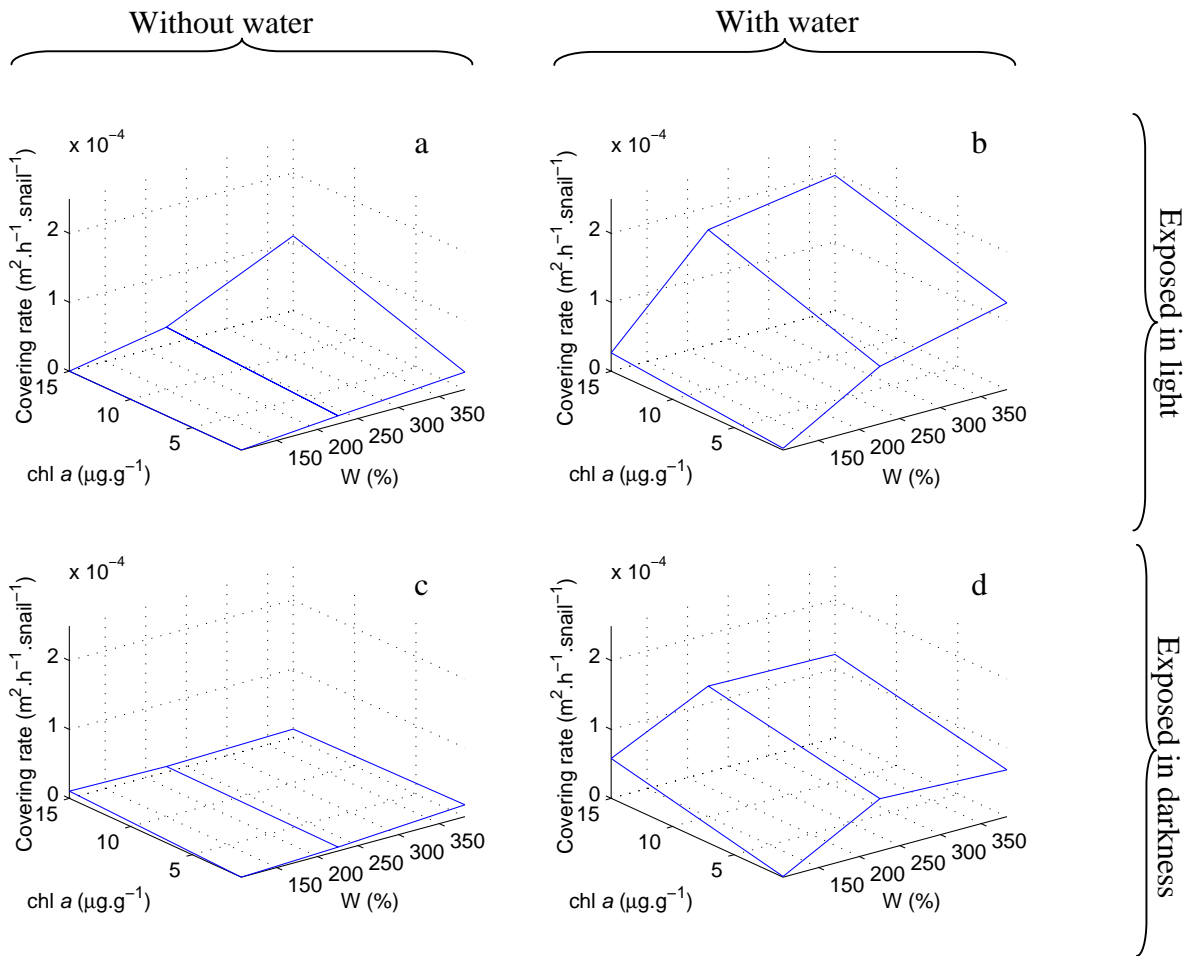 Without water
With water
x 10−4
a
Covering rate (m2.h−1.snail−1)
2
1
0
15
10
5
chl a (μg.g−1)
150
200
250
300
350
W (%)
x 10−4
b
Covering rate (m2.h−1.snail−1)
2
1
0
15
10
5
chl a (μg.g−1)
150
200
250
300
350
W (%)
Exposed in light
x 10−4
c
Covering rate (m2.h−1.snail−1)
2
1
0
15
10
5
chl a (μg.g−1)
150
200
250
300
350
W (%)
x 10−4
d
Covering rate (m2.h−1.snail−1)
2
1
0
15
10
5
chl a (μg.g−1)
150
200
250
300
350
W (%)
Exposed in darkness